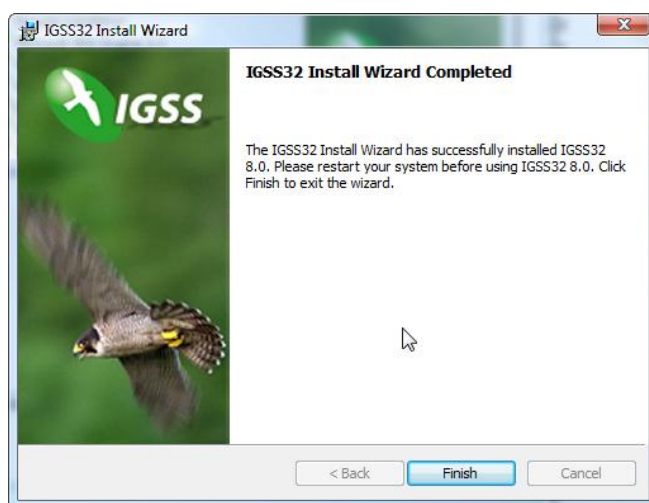 IGSS32 Install Wizard
IGSS
IGSS32 Install Wizard Completed
The IGSS32 Install Wizard has successfully installed IGSS32
8.0. Please restart your system before using IGSS32 8.0. Click
Finish to exit the wizard.
< Back
Finish
Cancel